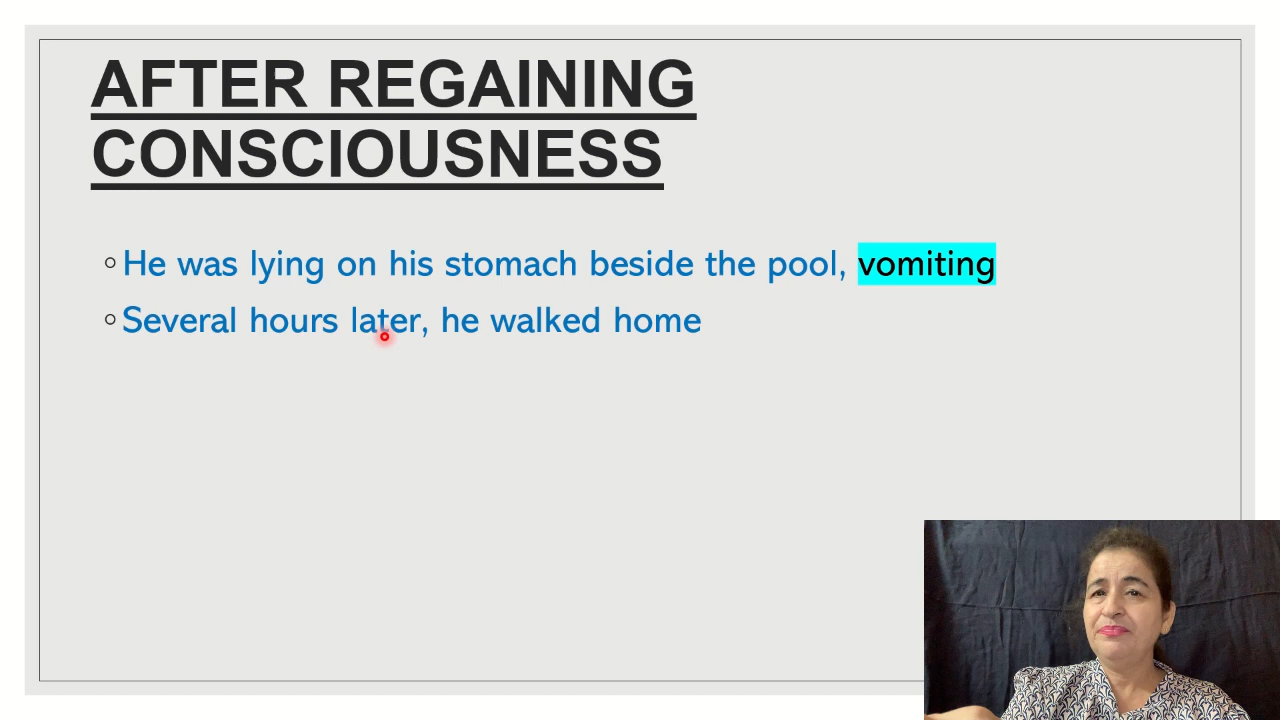 AFTER REGAINING
CONSCIOUSNESS
He was lying on his stomach beside the pool, vomiting
Several hours later, he walked home